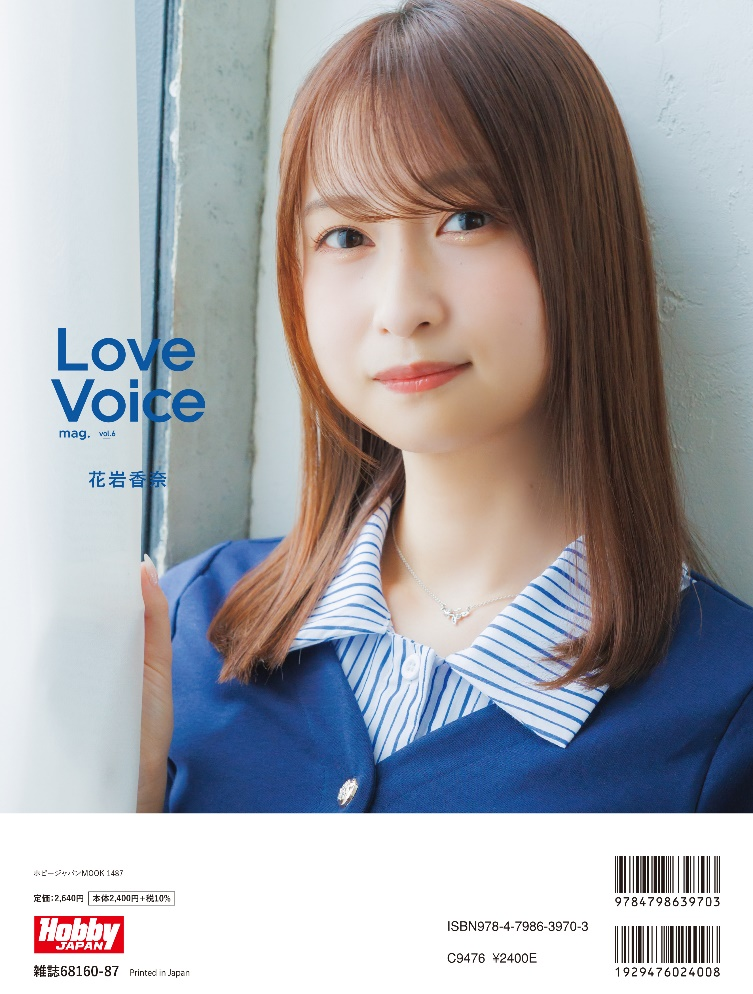 Love
Voice
mag. vol.6
花岩香奈
ホビージャパンMOOK 1487
定価:2,640円 本体2,400円+税10%
Hobby
JAPAN
雑誌68160-87 Printed in Japan
ISBN978-4-7986-3970-3
C9476 ¥2400E
9784798639703
1929476024008